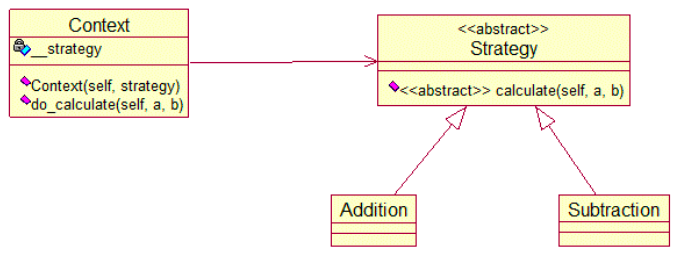 Context
__strategy
Context(self, strategy)
do_calculate(self, a, b)
<<abstract>>
Strategy
<<abstract>> calculate(self, a, b)
Addition
Subtraction